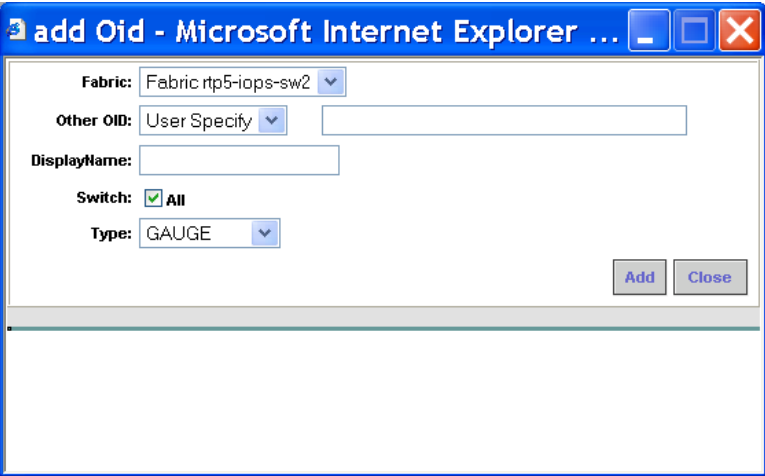 add Oid - Microsoft Internet Explorer ...
Fabric: Fabric rtp5-iops-sw2
Other OID: User Specify
DisplayName:
Switch: All
Type: GAUGE
Add Close